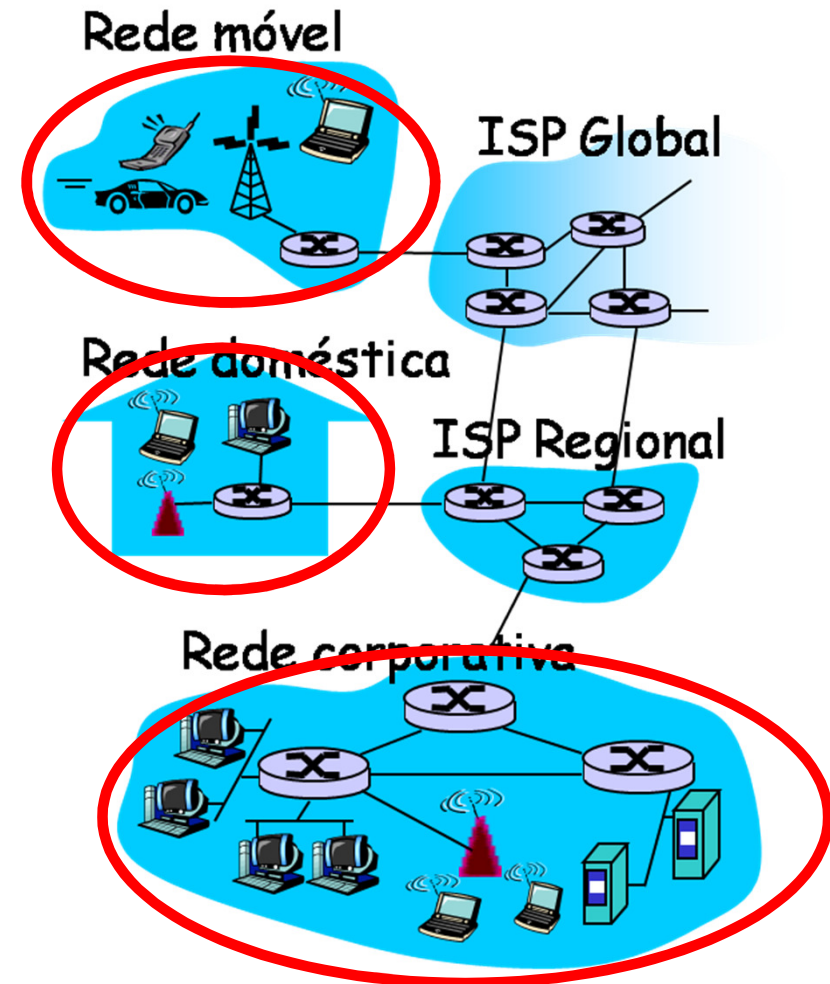 Rede móvel
ISP Global
Rede doméstica
ISP Regional
Rede corporativa